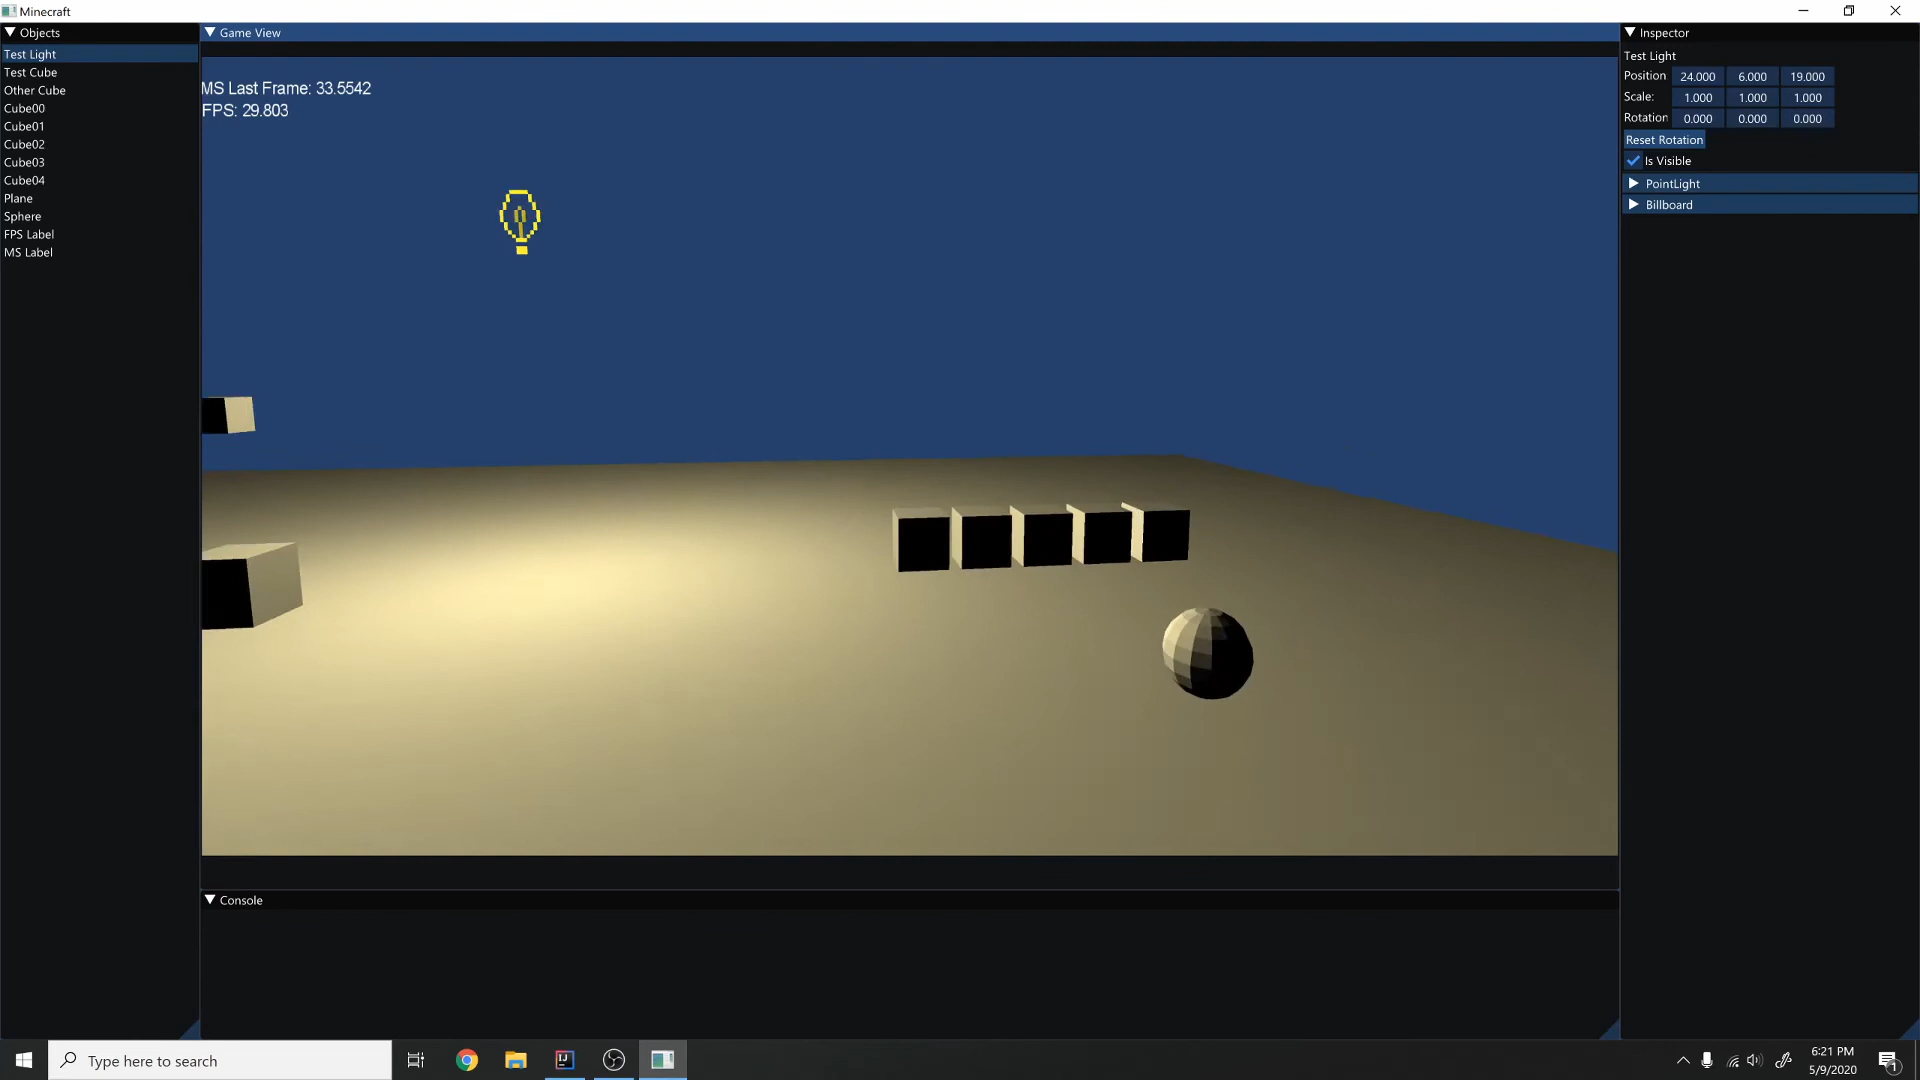 Minecraft
Objects
Test Light
Test Cube
Other Cube
Cube00
Cube01
Cube02
Cube03
Cube04
Plane
Sphere
FPS Label
MS Label
Game View
MS Last Frame: 33.5542
FPS: 29.803
Console
Inspector
Test Light
Position 24.000 6.000 19.000
Scale: 1.000 1.000 1.000
Rotation 0.000 0.000 0.000
Reset Rotation
Is Visible
PointLight
Billboard
Type here to search
IJ
6:21 PM
5/9/2020
1